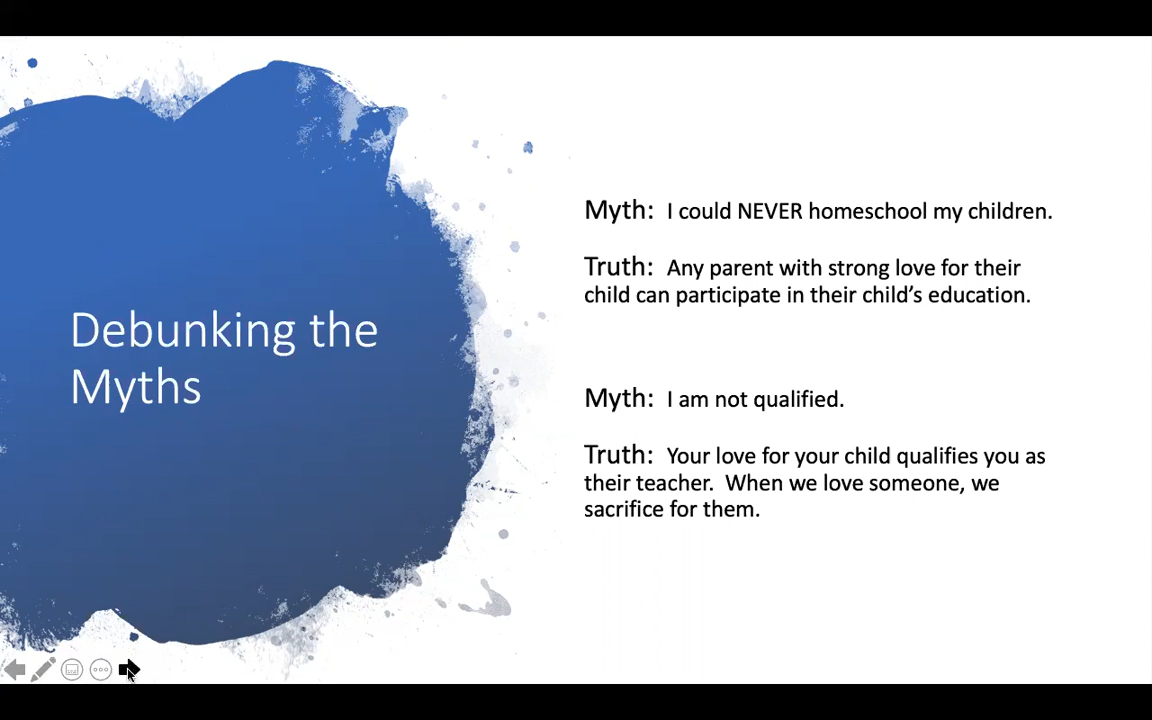 Debunking the
Myths
Myth: I could NEVER homeschool my children.
Truth: Any parent with strong love for their
child can participate in their child’s education.
Myth: I am not qualified.
Truth: Your love for your child qualifies you as
their teacher. When we love someone, we
sacrifice for them.